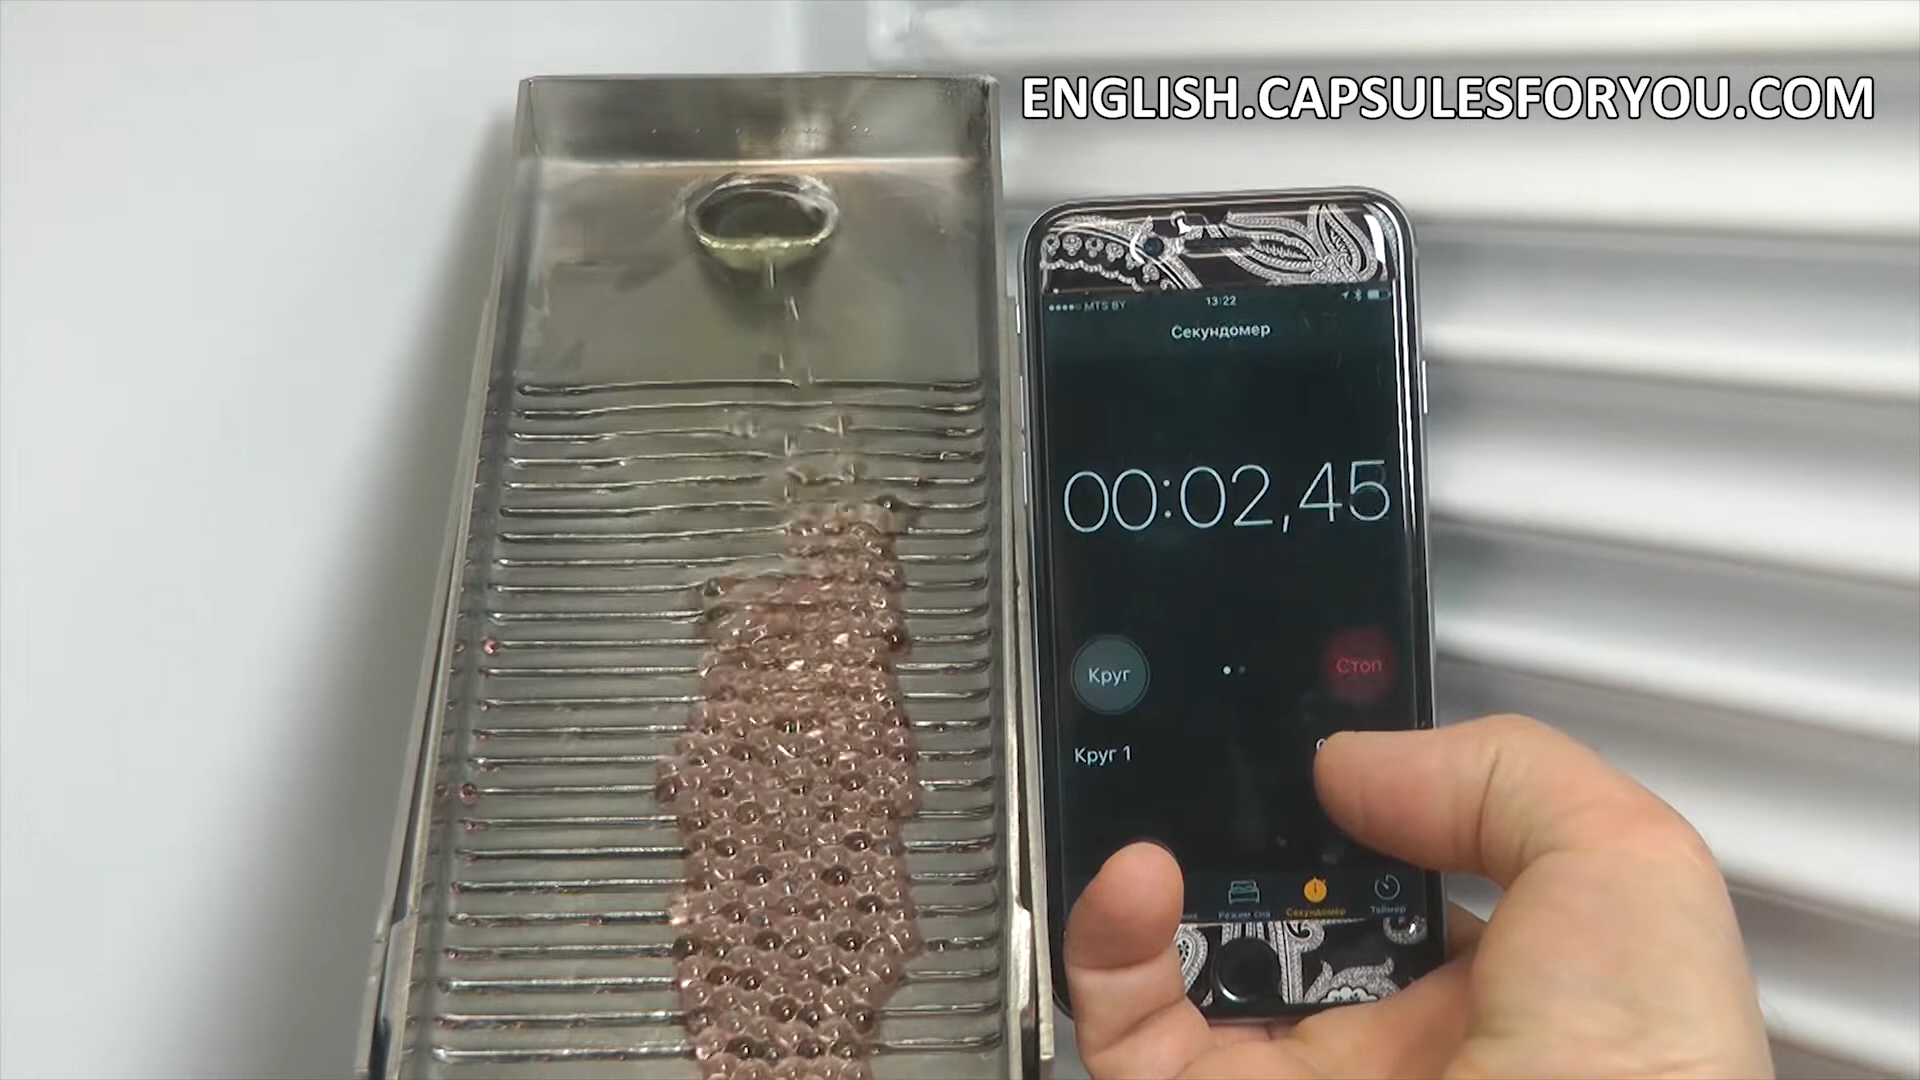 ENGLISH.CAPSULESFORYOU.COM
MTS BY 13:22
Секундомер
00:02,45
Круг
Стоп
Круг 1
Режим сна Секундомер Таймер